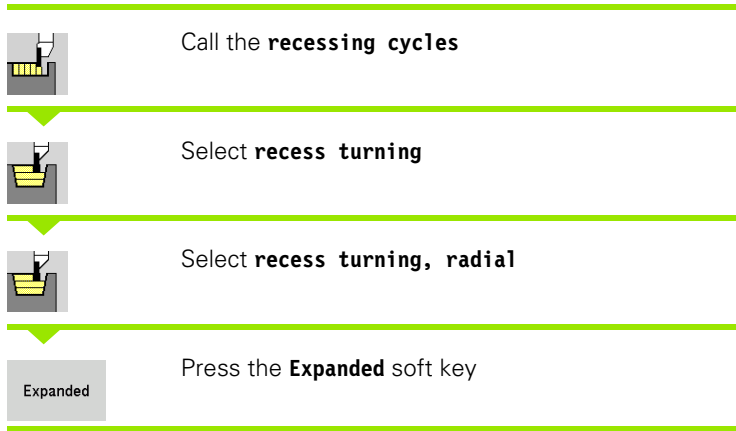 Call the recessing cycles
Select recess turning
Select recess turning, radial
Expanded
Press the Expanded soft key